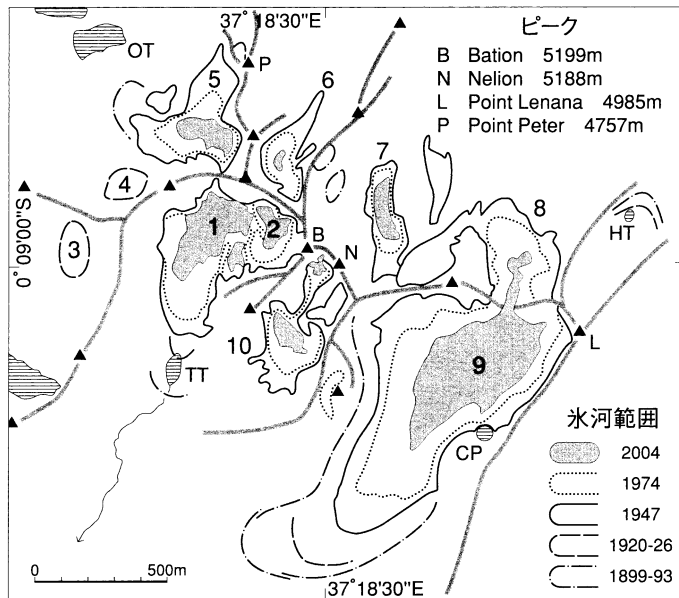 37° 18'30"E
ピーク
B Bation 5199m
N Nelion 5188m
L Point Lenana 4985m
P Point Peter 4757m
OT
P
5
6
7
4
8
HT
1
2
B
N
3
0° 09'00"S
10
TT
9
L
CP
氷河範囲
2004
1974
1947
1920-26
1899-93
0 500m
37° 18'30"E